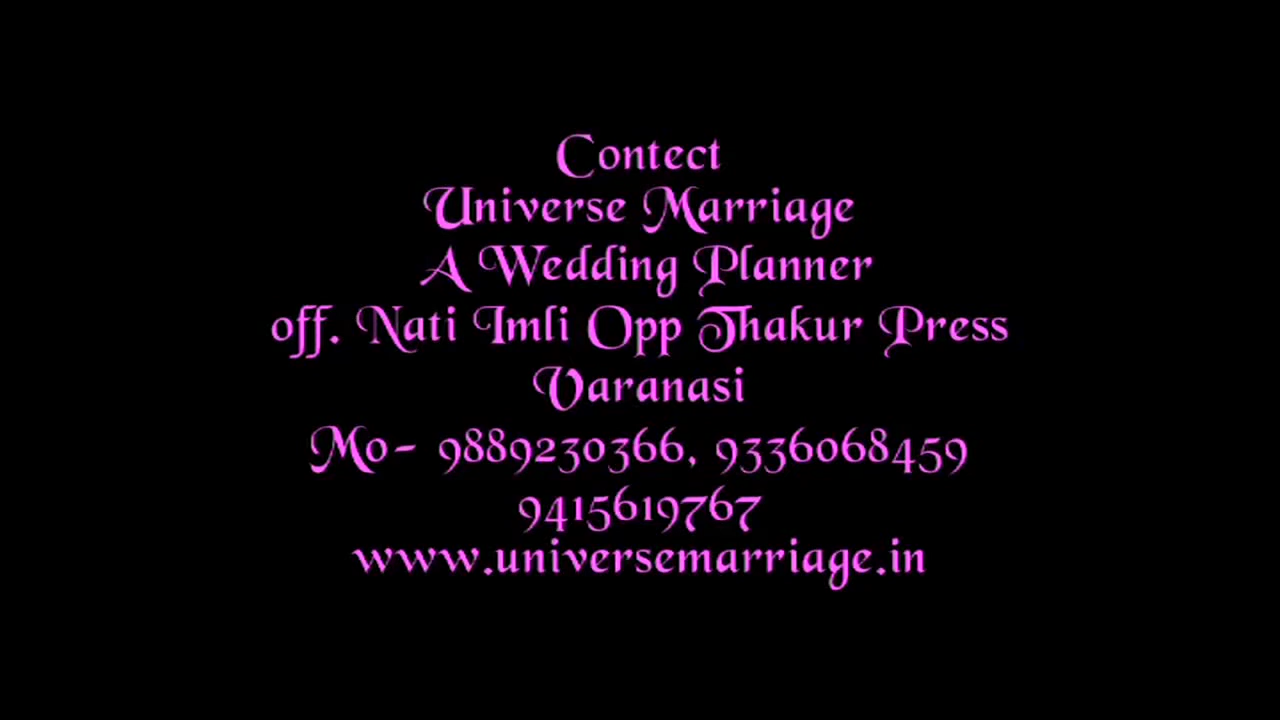 Contect
Universe Marriage
A Wedding Planner
off. Nati Imli Opp Thakur Press
Varanasi
Mo- 9889230366, 9336068459
9415619767
www.universemarriage.in